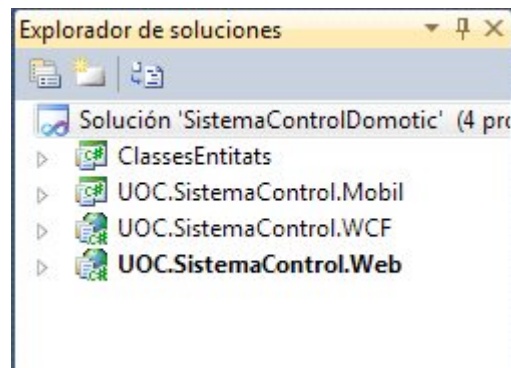 Explorador de soluciones
Solución 'SistemaControlDomotic' (4 pro
ClassesEntitats
UOC.SistemaControl.Mobil
UOC.SistemaControl.WCF
UOC.SistemaControl.Web